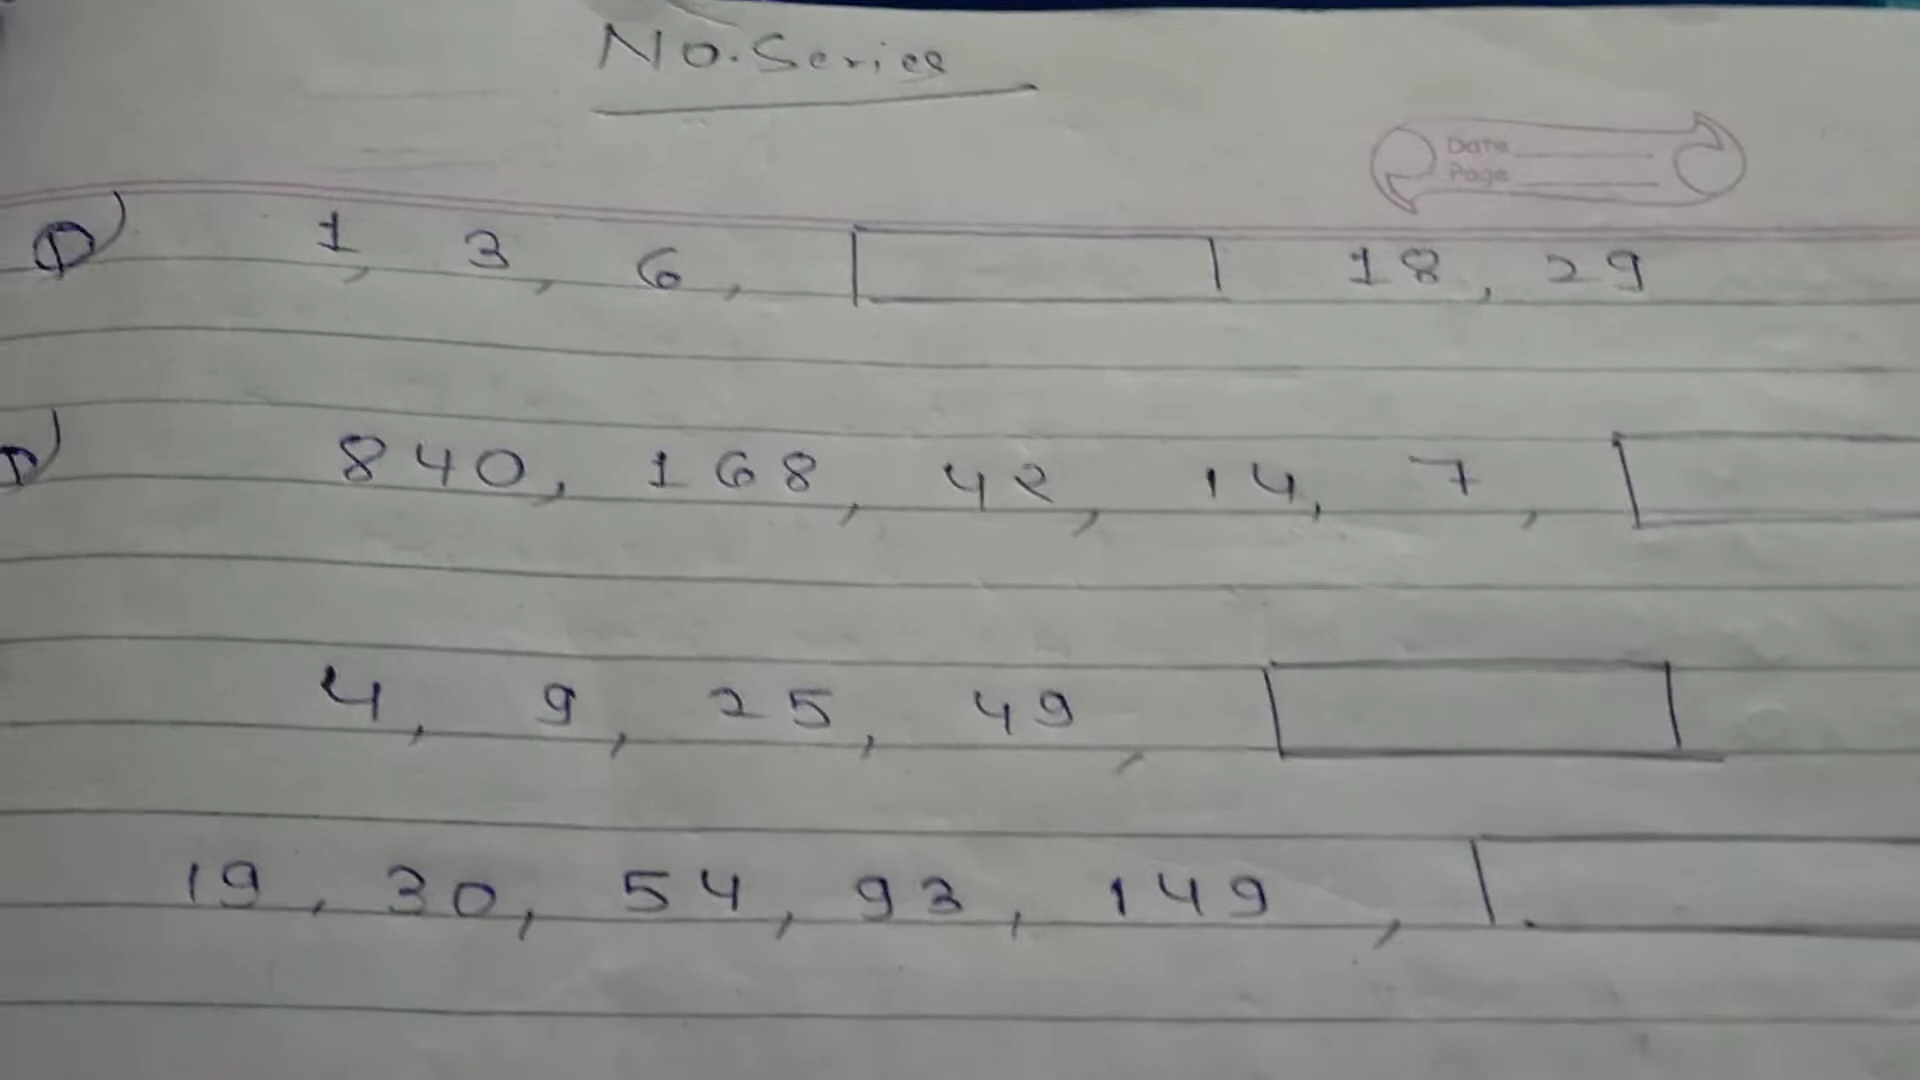 No. Series
Date
Page
1) 1, 3, 6, 18, 29
840, 168, 42, 14, 7,
4, 9, 25, 49,
19, 30, 54, 93, 149,